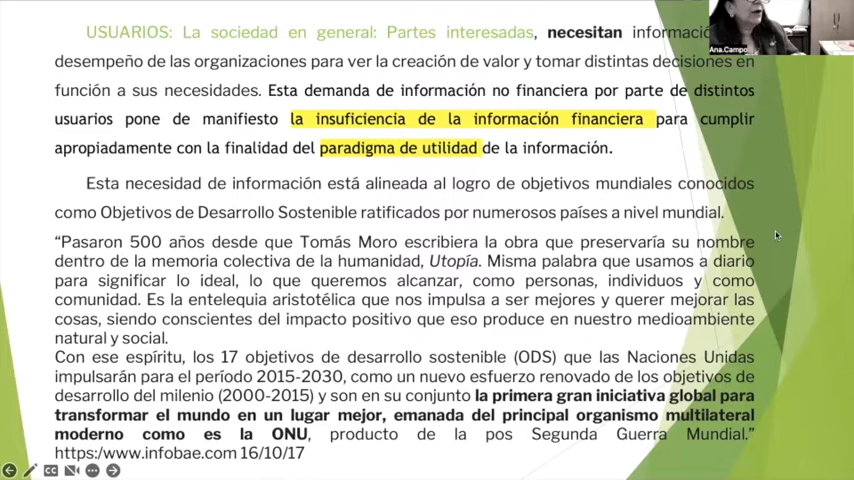 USUARIOS: La sociedad en general: Partes interesadas, necesitan
desempeño de las organizaciones para ver la creación de valor y tomar distintas decisiones en
función a sus necesidades. Esta demanda de información no financiera por parte de distintos
usuarios pone de manifiesto la insuficiencia de la información financiera para cumplir
apropiadamente con la finalidad del paradigma de utilidad de la información.
Esta necesidad de información está alineada al logro de objetivos mundiales conocidos
como Objetivos de Desarrollo Sostenible ratificados por numerosos países a nivel mundial.
“Pasaron 500 años desde que Tomás Moro escribiera la obra que preservaría su nombre
dentro de la memoria colectiva de la humanidad, Utopía. Misma palabra que usamos a diario
para significar lo ideal, lo que queremos alcanzar, como personas, individuos y como
comunidad. Es la entelequia aristotélica que nos impulsa a ser mejores y querer mejorar las
cosas, siendo conscientes del impacto positivo que eso produce en nuestro medioambiente
natural y social.
Con ese espíritu, los 17 objetivos de desarrollo sostenible (ODS) que las Naciones Unidas
impulsarán para el período 2015-2030, como un nuevo esfuerzo renovado de los objetivos de
desarrollo del milenio (2000-2015) y son en su conjunto la primera gran iniciativa global para
transformar el mundo en un lugar mejor, emanada del principal organismo multilateral
moderno como es la ONU, producto de la pos Segunda Guerra Mundial.”
https:/www.infobae.com 16/10/17
Ana.Campo
CC